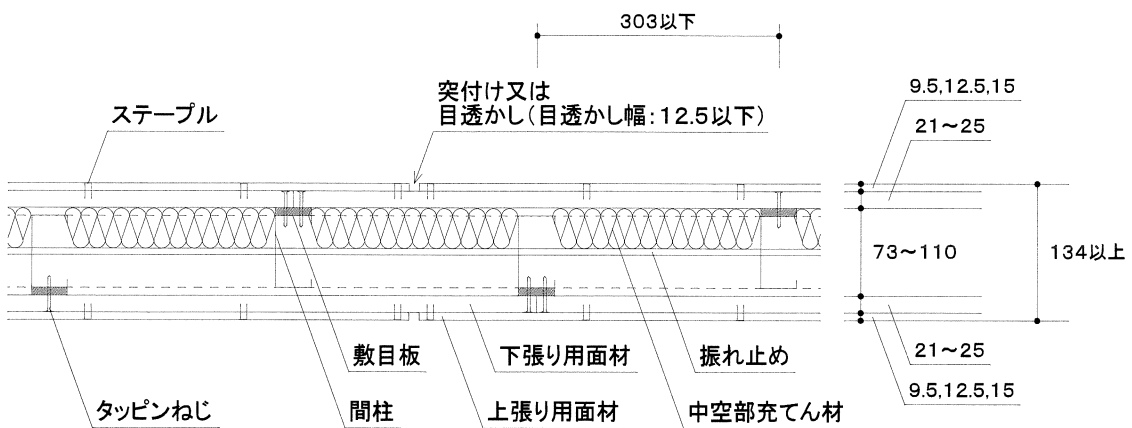 303以下
突付け又は
目透かし（目透かし幅：12.5以下）
ステープル
9.5,12.5,15
21～25
73～110
134以上
21～25
9.5,12.5,15
敷目板
下張り用面材
振れ止め
タッピンねじ
間柱
上張り用面材
中空部充てん材